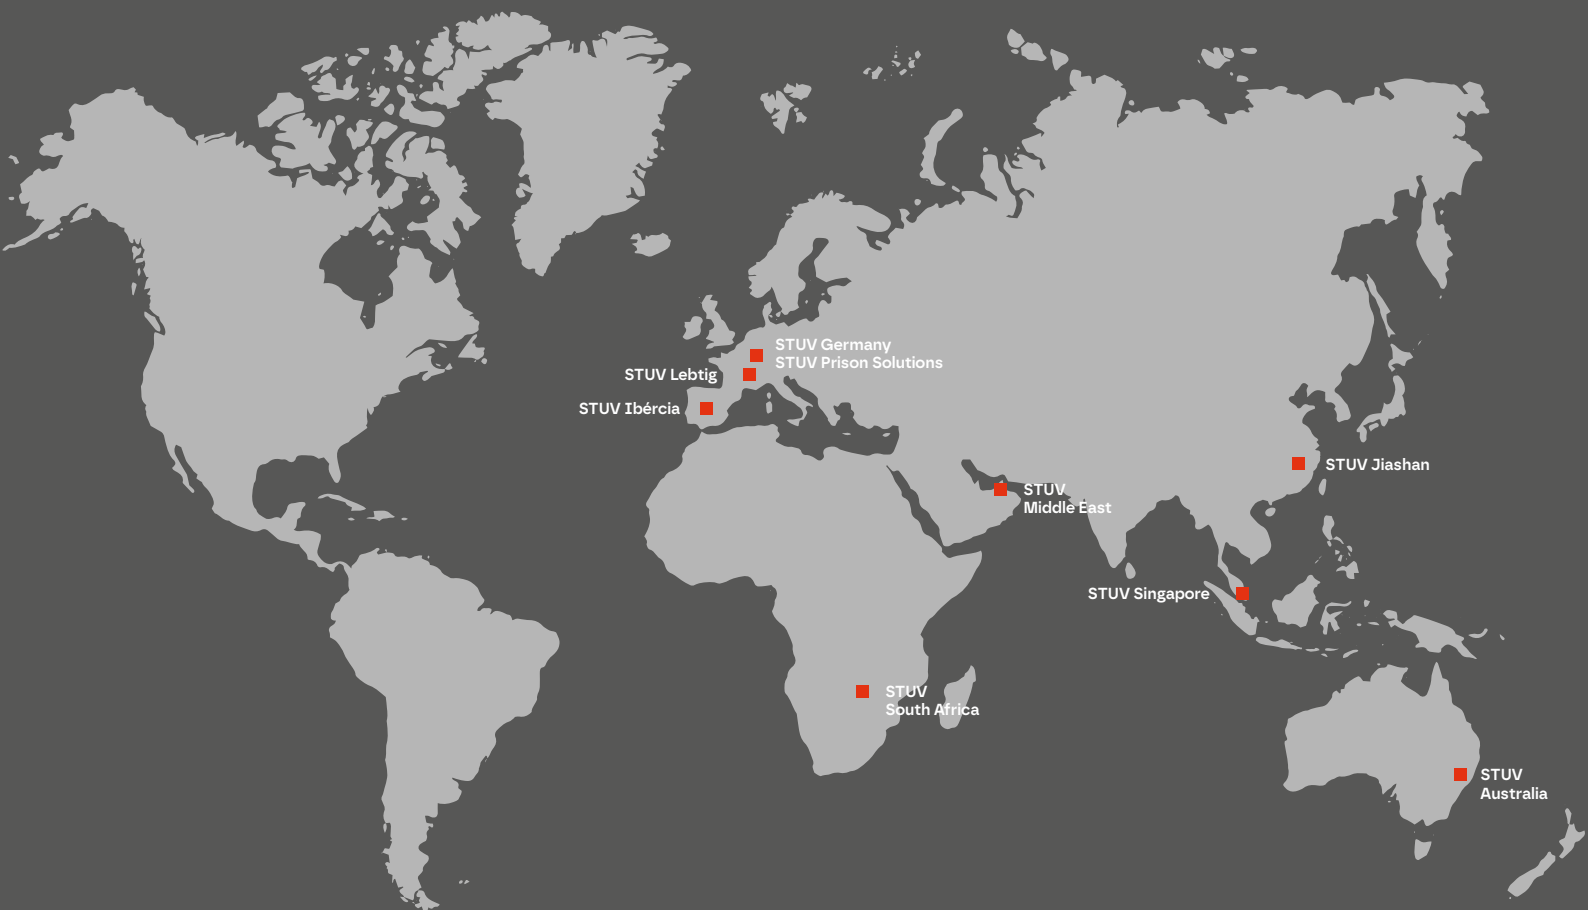 STUV Germany
STUV Prison Solutions
STUV Lebtig
STUV Ibércia
STUV Jiashan
STUV
Middle East
STUV Singapore
STUV
South Africa
STUV
Australia